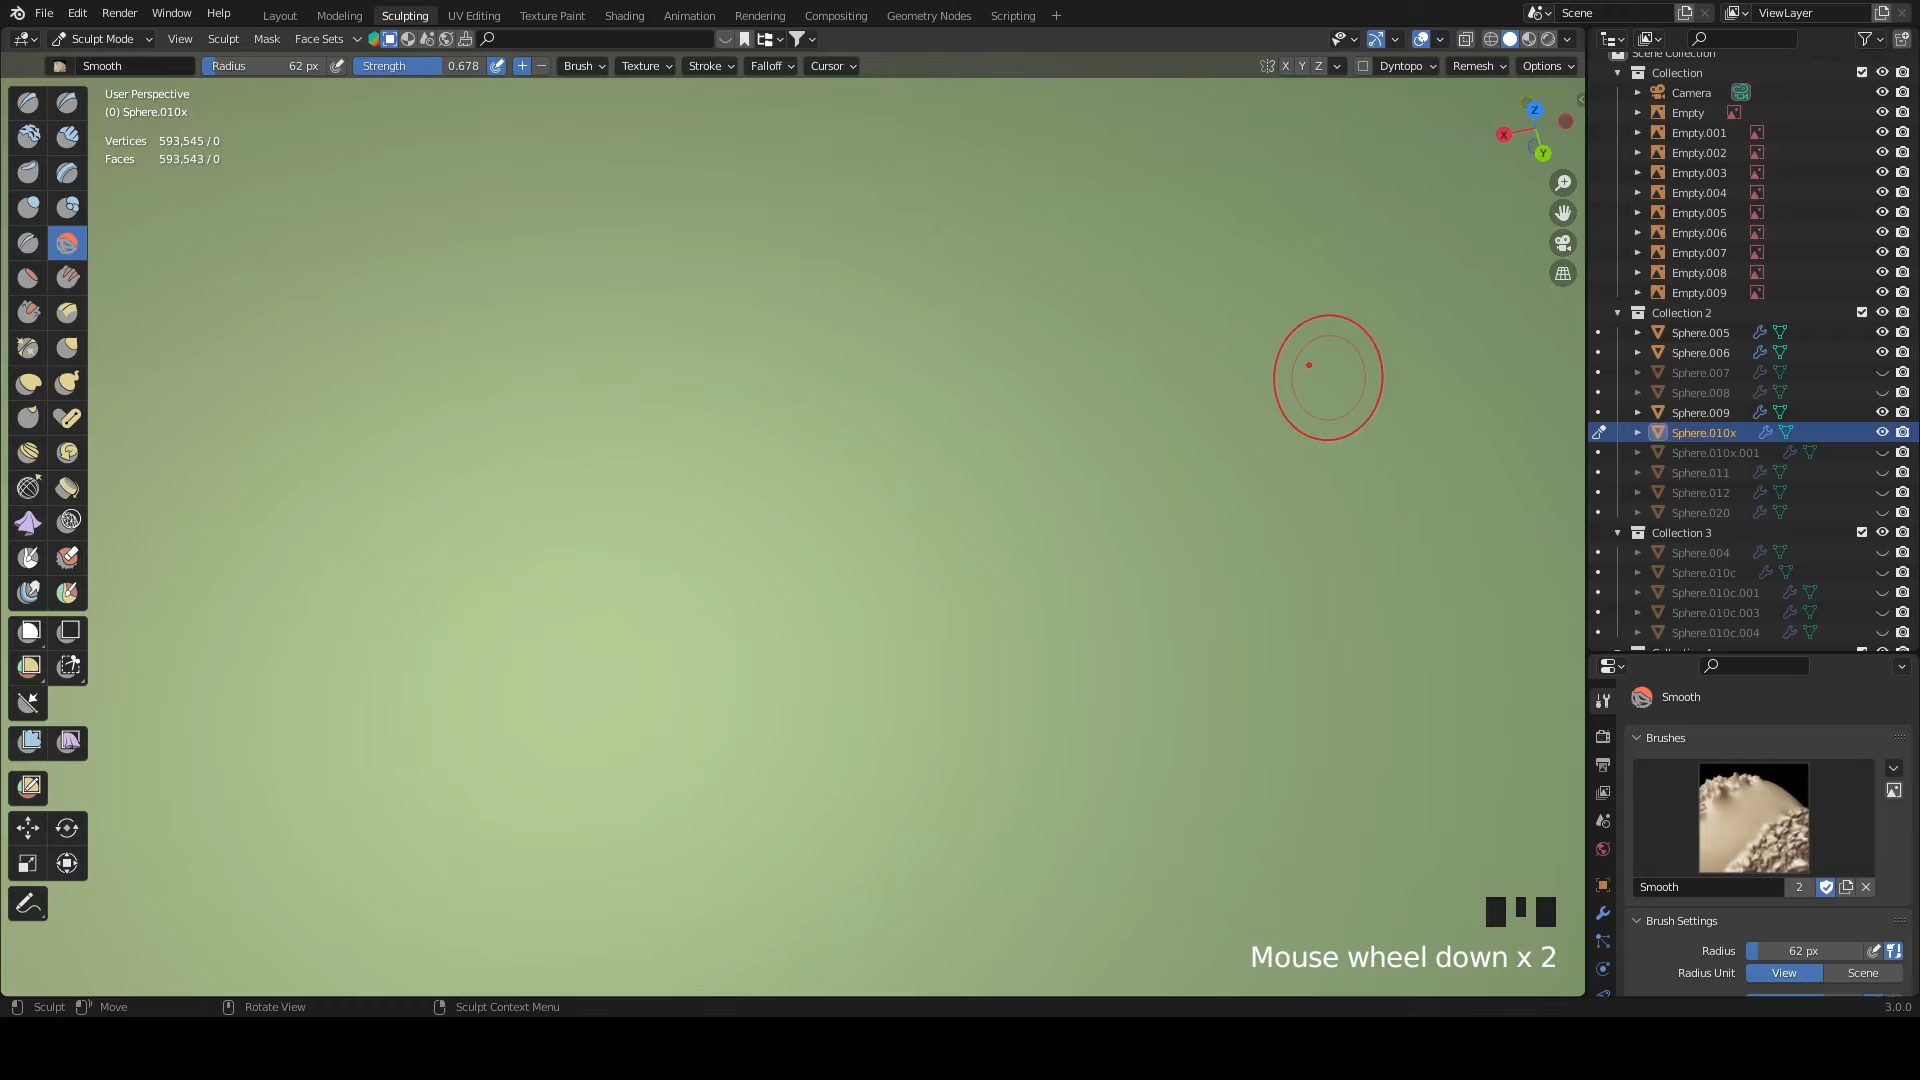 File Edit Render Window Help Layout Modeling Sculpting UV Editing Texture Paint Shading Animation Rendering Compositing Geometry Nodes Scripting + Scene ViewLayer
Sculpt Mode View Sculpt Mask Face Sets
Smooth Radius 62 px Strength 0.678 Brush Texture Stroke Falloff Cursor X Y Z Dyntopo Remesh Options
User Perspective
(0) Sphere.010x
Vertices 593,545 / 0
Faces 593,543 / 0
Z
X
Y
Scene Collection
Collection
Camera
Empty
Empty.001
Empty.002
Empty.003
Empty.004
Empty.005
Empty.006
Empty.007
Empty.008
Empty.009
Collection 2
Sphere.005
Sphere.006
Sphere.007
Sphere.008
Sphere.009
Sphere.010x
Sphere.010x.001
Sphere.011
Sphere.012
Sphere.020
Collection 3
Sphere.004
Sphere.010c
Sphere.010c.001
Sphere.010c.003
Sphere.010c.004
Smooth
Brushes
Smooth 2
Brush Settings
Radius 62 px
Radius Unit View Scene
Mouse wheel down x 2
Sculpt Move Rotate View Sculpt Context Menu 3.0.0